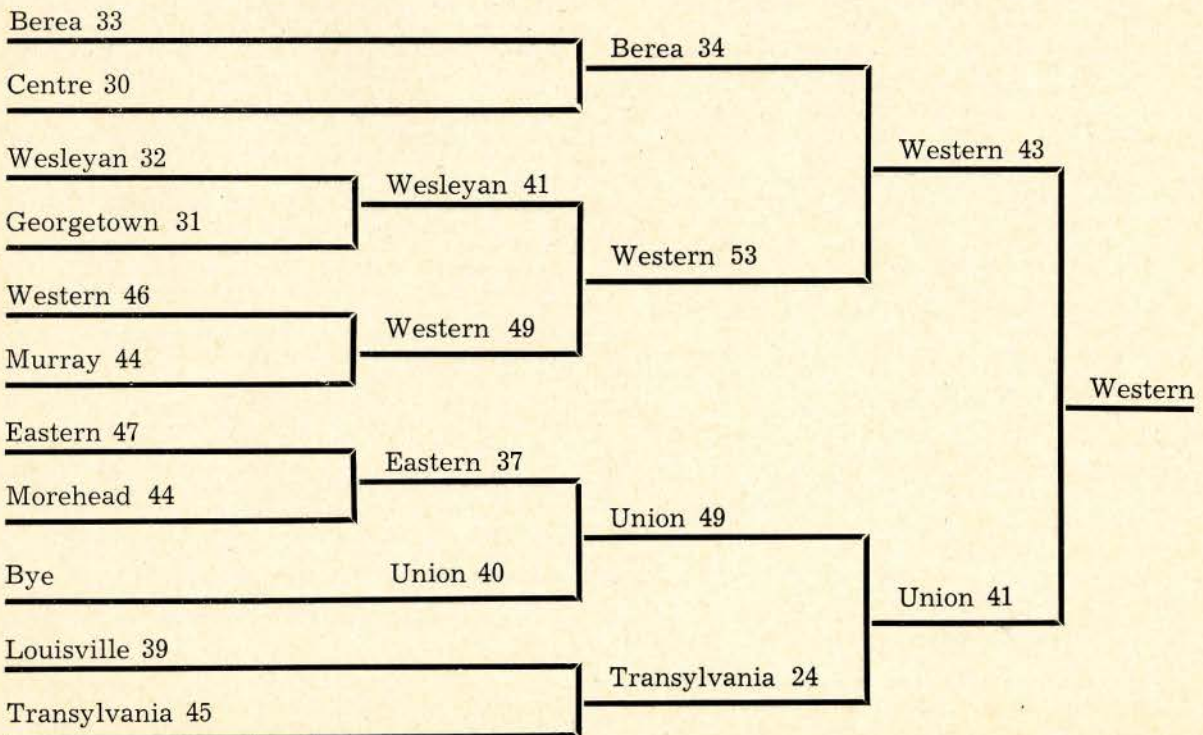 Berea 33
Centre 30
Wesleyan 32
Georgetown 31
Western 46
Murray 44
Eastern 47
Morehead 44
Bye
Louisville 39
Transylvania 45
Wesleyan 41
Western 49
Eastern 37
Union 40
Berea 34
Western 53
Union 49
Transylvania 24
Western 43
Union 41
Western